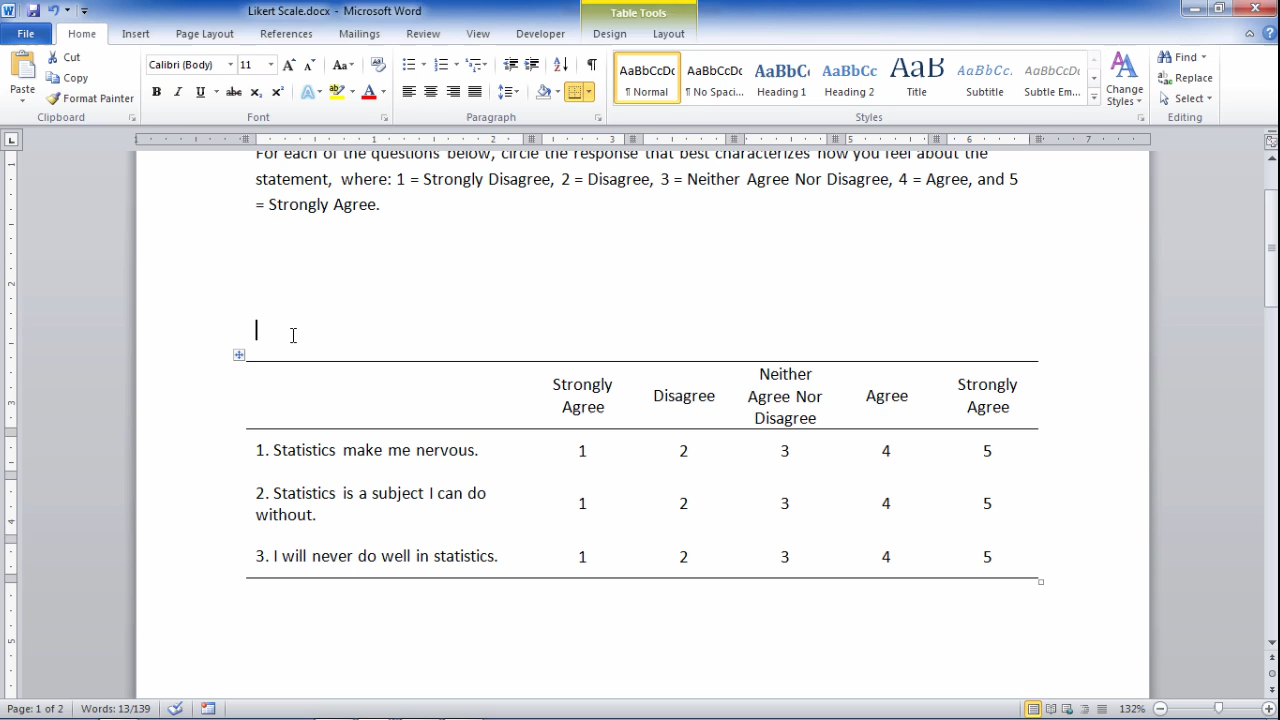 Likert Scale.docx - Microsoft Word
Table Tools
File Home Insert Page Layout References Mailings Review View Developer Design Layout
Paste
Cut
Copy
Format Painter
Clipboard
Calibri (Body) 11
Font
Paragraph
AaBbCcDc
¶ Normal
AaBbCcDc
¶ No Spaci...
AaBbCc
Heading 1
AaBbCc
Heading 2
AaB
Title
AaBbCc.
Subtitle
AaBbCcDc
Subtle Em...
Change
Styles
Styles
Find
Replace
Select
Editing
For each of the questions below, circle the response that best characterizes how you feel about the
statement, where: 1 = Strongly Disagree, 2 = Disagree, 3 = Neither Agree Nor Disagree, 4 = Agree, and 5
= Strongly Agree.
Strongly
Agree
Disagree
Neither
Agree Nor
Disagree
Agree
Strongly
Agree
1. Statistics make me nervous. 1 2 3 4 5
2. Statistics is a subject I can do
without.
1 2 3 4 5
3. I will never do well in statistics. 1 2 3 4 5
Page: 1 of 2 Words: 13/139 132%